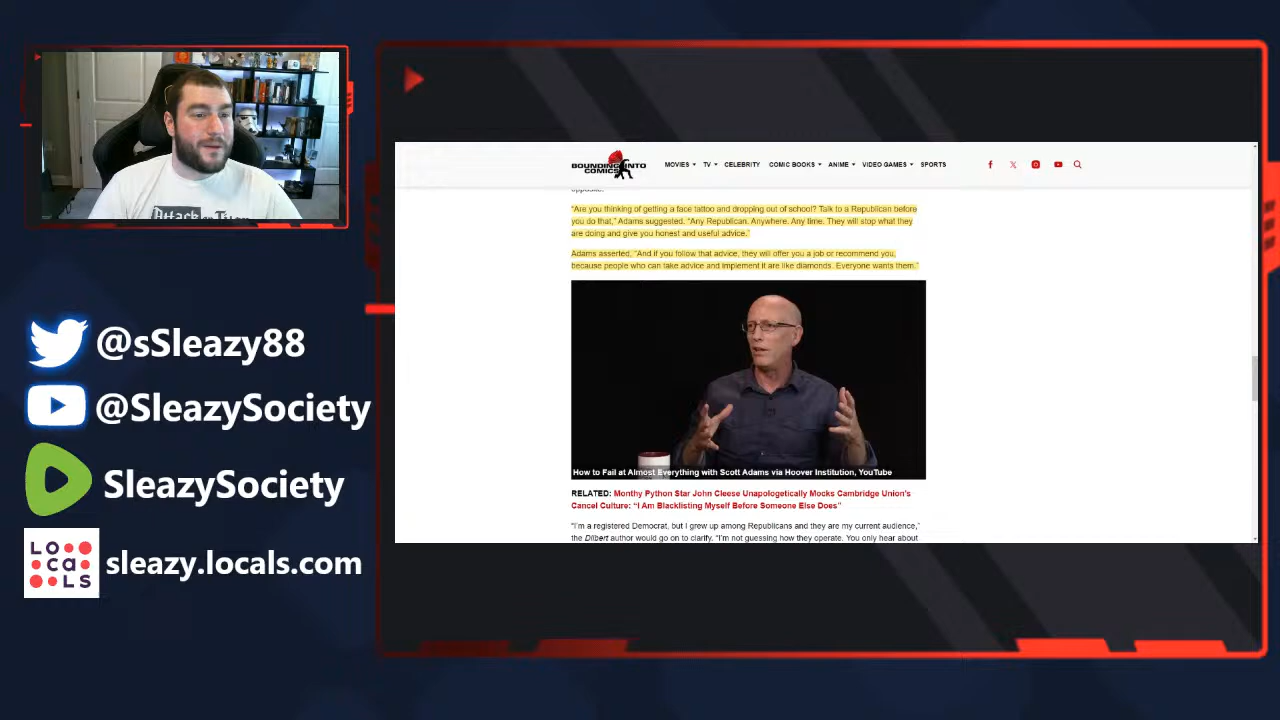 @sSleazy88
@SleazySociety
SleazySociety
LOCALS
sleazy.locals.com
BOUNDING INTO
COMICS
MOVIES
TV
CELEBRITY
COMIC BOOKS
ANIME
VIDEO GAMES
SPORTS
opposite.
"Are you thinking of getting a face tattoo and dropping out of school? Talk to a Republican before
you do that," Adams suggested. "Any Republican. Anywhere. Any time. They will stop what they
are doing and give you honest and useful advice."
Adams asserted, "And if you follow that advice, they will offer you a job or recommend you,
because people who can take advice and implement it are like diamonds. Everyone wants them."
How to Fail at Almost Everything with Scott Adams via Hoover Institution, YouTube
RELATED: Monthy Python Star John Cleese Unapologetically Mocks Cambridge Union's
Cancel Culture: "I Am Blacklisting Myself Before Someone Else Does"
"I'm a registered Democrat, but I grew up among Republicans and they are my current audience,"
the Dilbert author would go on to clarify. "I'm not guessing how they operate. You only hear about